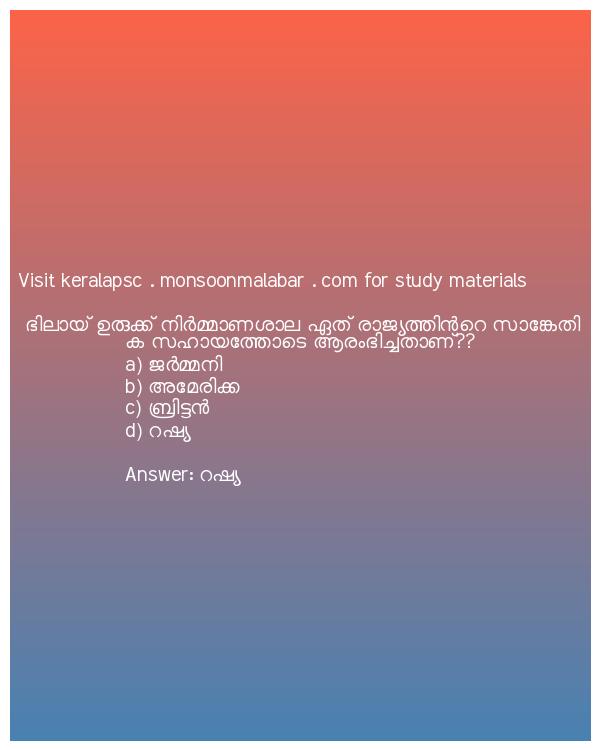 Visit keralapsc . monsoonmalabar . com for study materials
ഭിലായ് ഉരുക്ക് നിർമ്മാണശാല ഏത് രാജ്യത്തിൻറെ സാങ്കേതി
ക സഹായത്തോടെ ആരംഭിച്ചതാണ്??
a) ജർമ്മനി
b) അമേരിക്ക
c) ബ്രിട്ടൻ
d) റഷ്യ
Answer: റഷ്യ